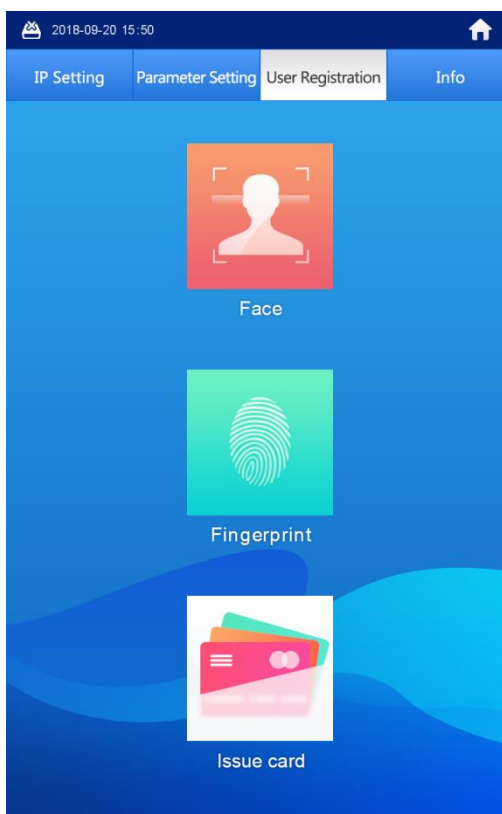 2018-09-20 15:50
IP Setting Parameter Setting User Registration Info
Face
Fingerprint
Issue card